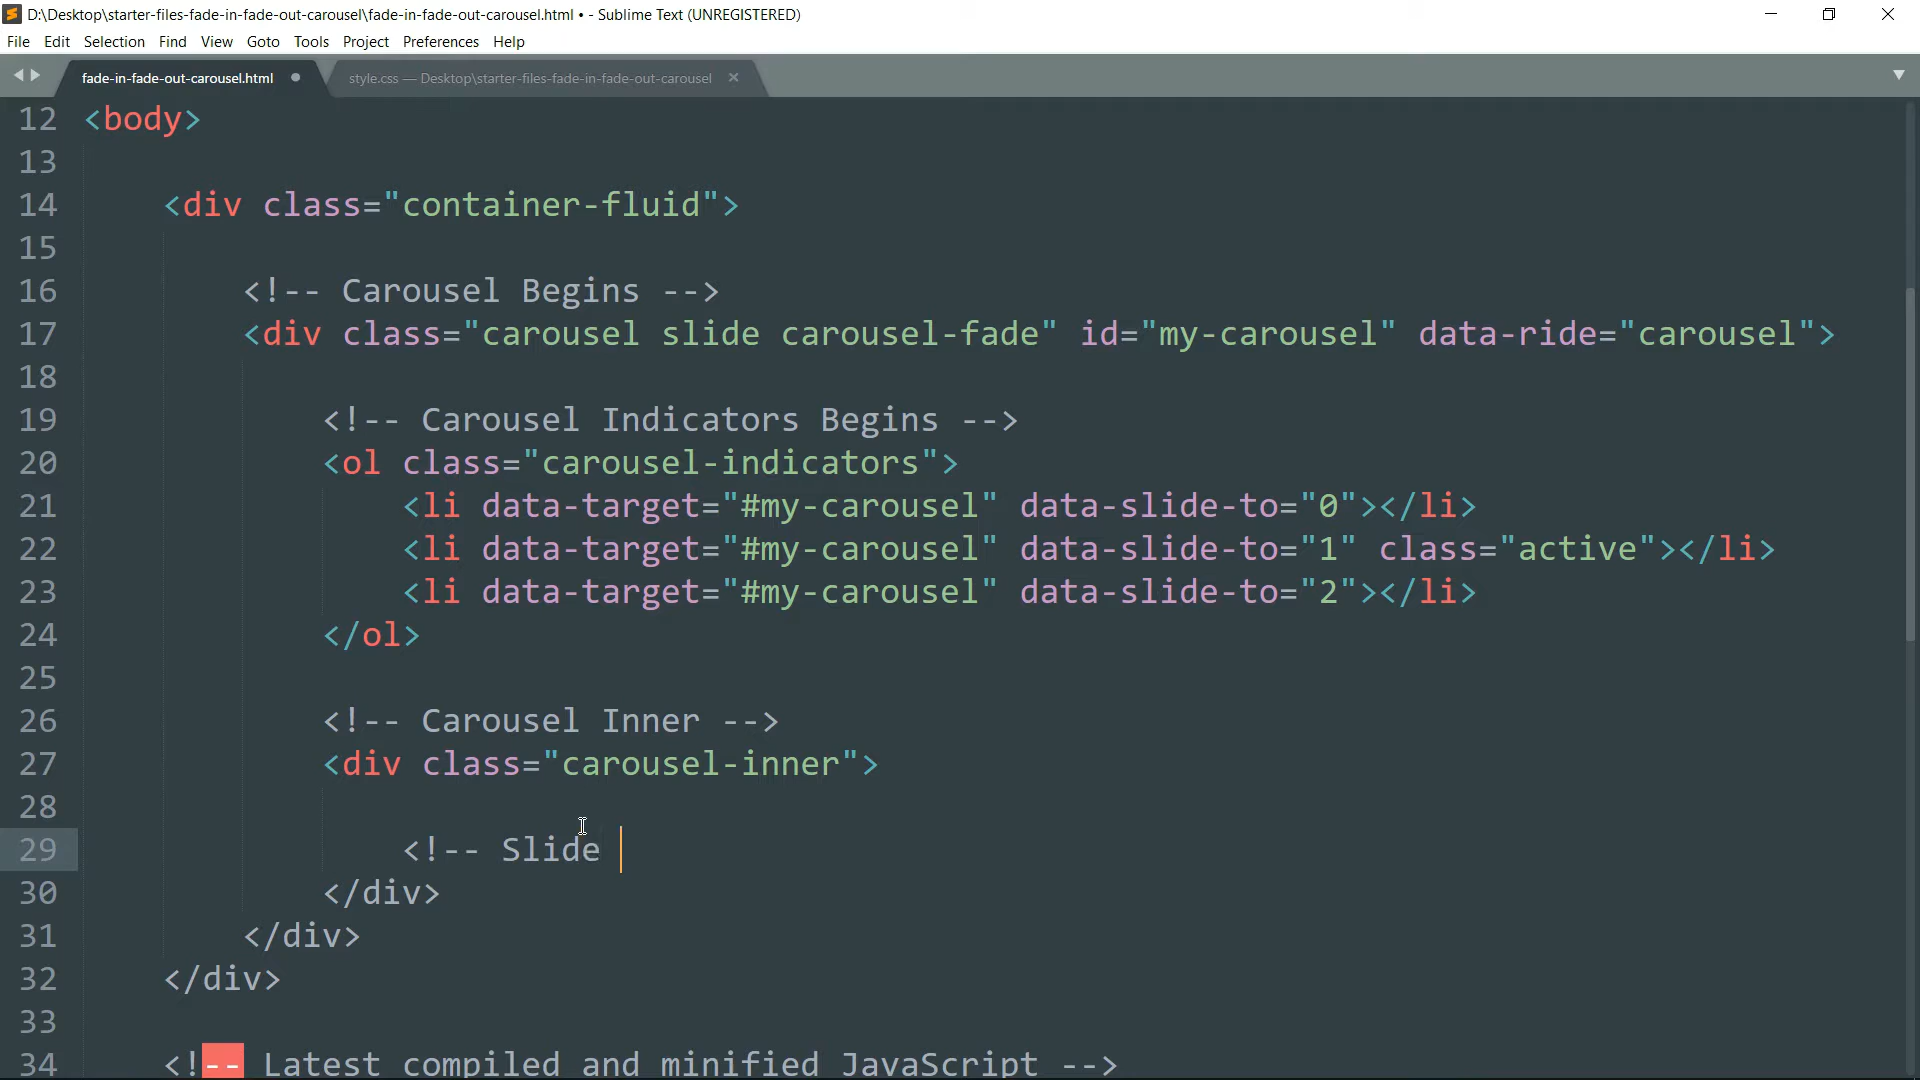 D:\Desktop\starter-files-fade-in-fade-out-carousel\fade-in-fade-out-carousel.html • - Sublime Text (UNREGISTERED)
File Edit Selection Find View Goto Tools Project Preferences Help
fade-in-fade-out-carousel.html style.css — Desktop\starter-files-fade-in-fade-out-carousel
12 <body>
13
14 <div class="container-fluid">
15
16 <!-- Carousel Begins -->
17 <div class="carousel slide carousel-fade" id="my-carousel" data-ride="carousel">
18
19 <!-- Carousel Indicators Begins -->
20 <ol class="carousel-indicators">
21 <li data-target="#my-carousel" data-slide-to="0"></li>
22 <li data-target="#my-carousel" data-slide-to="1" class="active"></li>
23 <li data-target="#my-carousel" data-slide-to="2"></li>
24 </ol>
25
26 <!-- Carousel Inner -->
27 <div class="carousel-inner">
28
29 <!-- Slide
30 </div>
31 </div>
32 </div>
33
34 <!-- Latest compiled and minified JavaScript -->